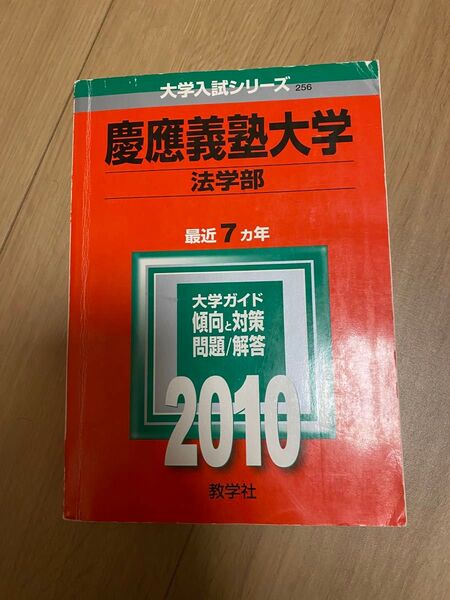 大学入試シリーズ 256
慶應義塾大学
法学部
最近7ヵ年
大学ガイド
傾向と対策
問題/解答
2010
教学社